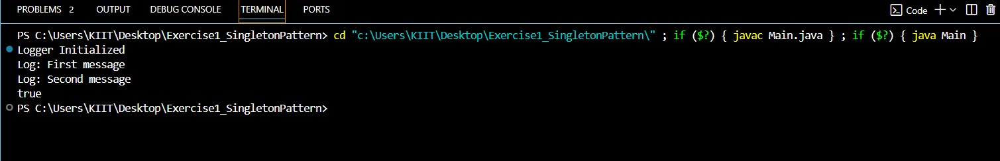 PROBLEMS 2 OUTPUT DEBUG CONSOLE TERMINAL PORTS Code
PS C:\Users\KIIT\Desktop\Exercise1_SingletonPattern> cd "c:\Users\KIIT\Desktop\Exercise1_SingletonPattern\" ; if ($?) { javac Main.java } ; if ($?) { java Main }
Logger Initialized
Log: First message
Log: Second message
true
PS C:\Users\KIIT\Desktop\Exercise1_SingletonPattern>